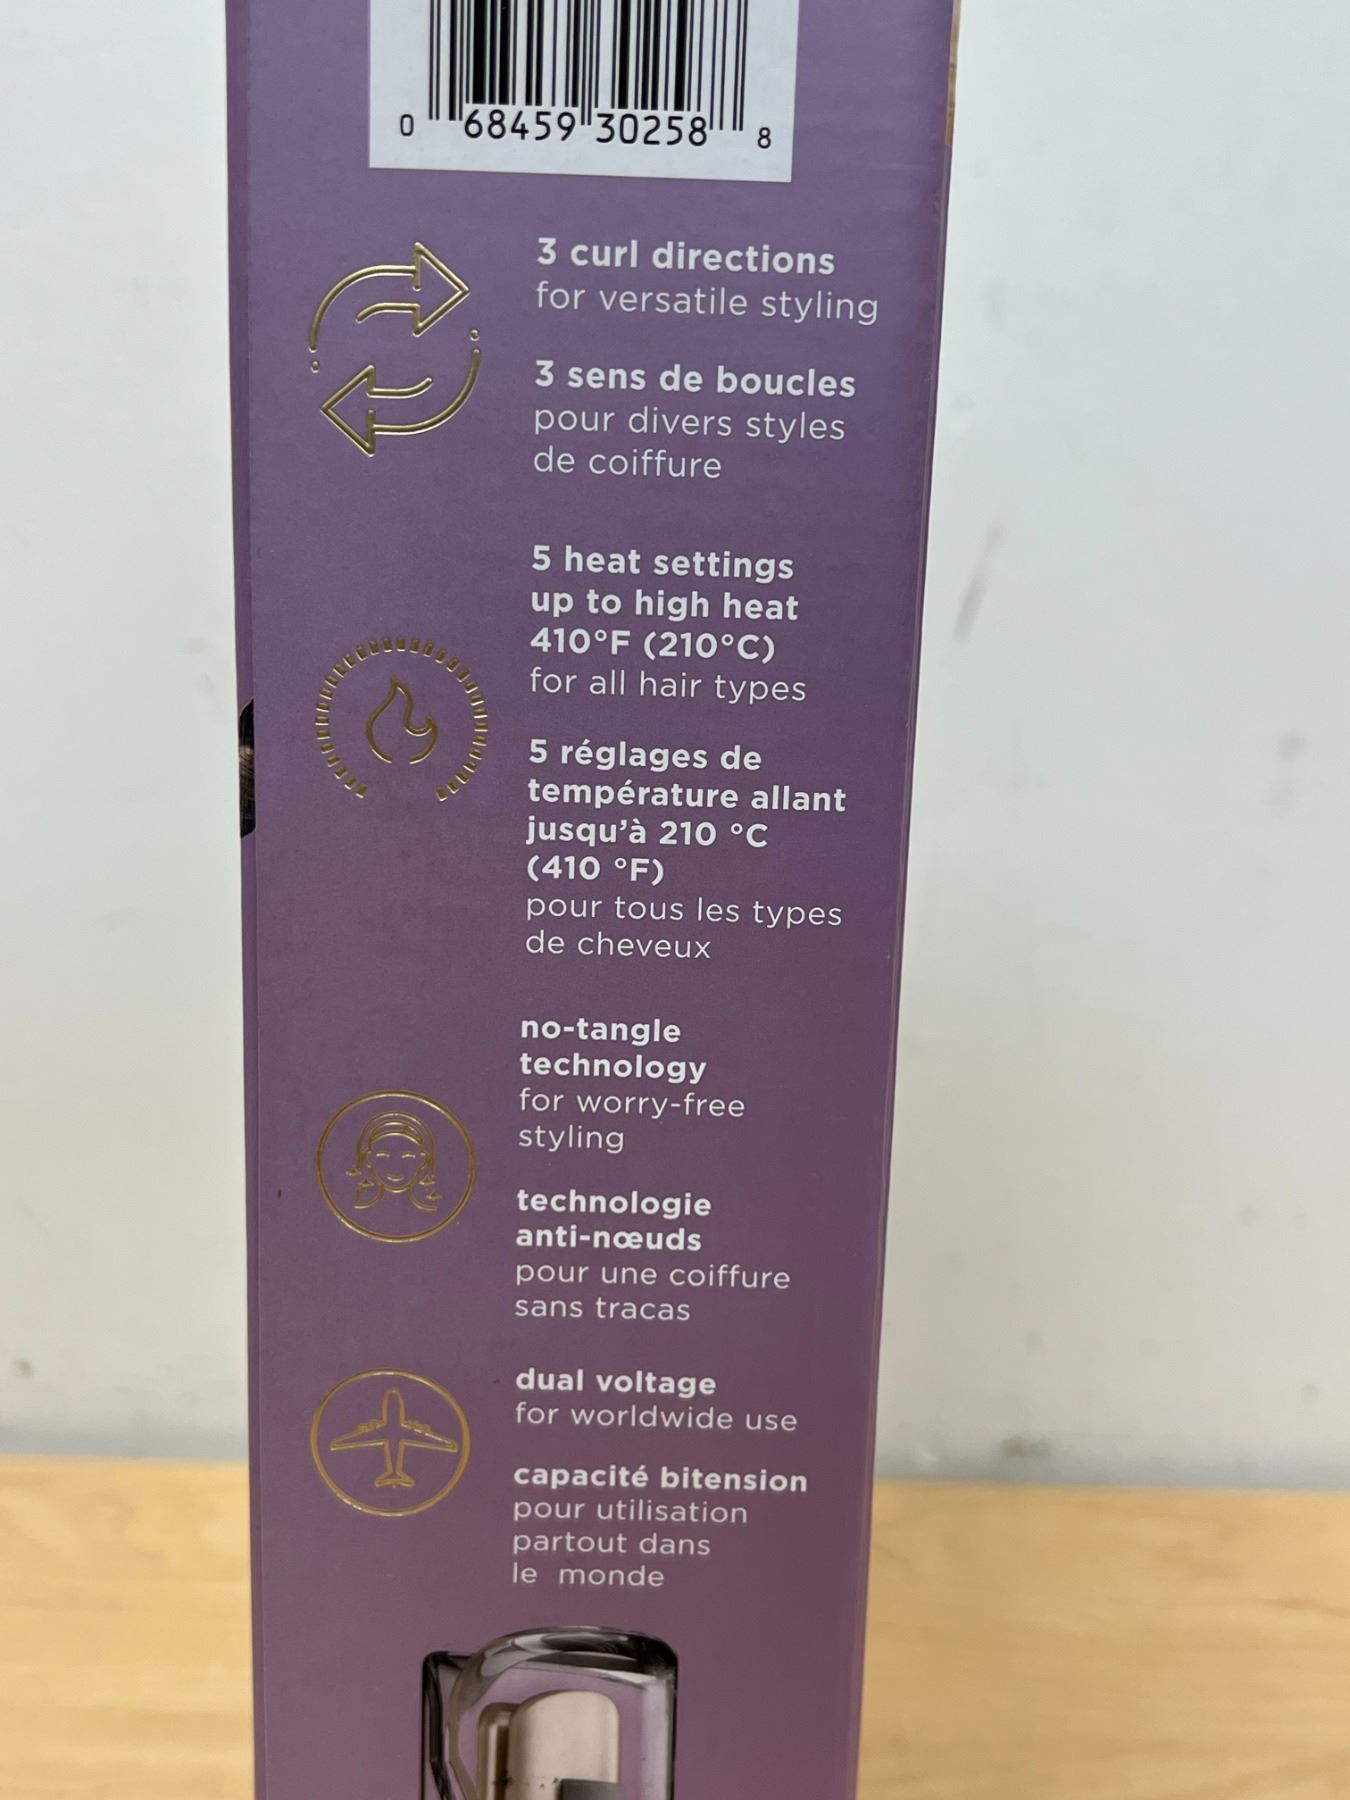 0 68459 30258 8
3 curl directions
for versatile styling
3 sens de boucles
pour divers styles
de coiffure
5 heat settings
up to high heat
410°F (210°C)
for all hair types
5 réglages de
température allant
jusqu'à 210 °C
(410 °F)
pour tous les types
de cheveux
no-tangle
technology
for worry-free
styling
technologie
anti-nœuds
pour une coiffure
sans tracas
dual voltage
for worldwide use
capacité bitension
pour utilisation
partout dans
le monde